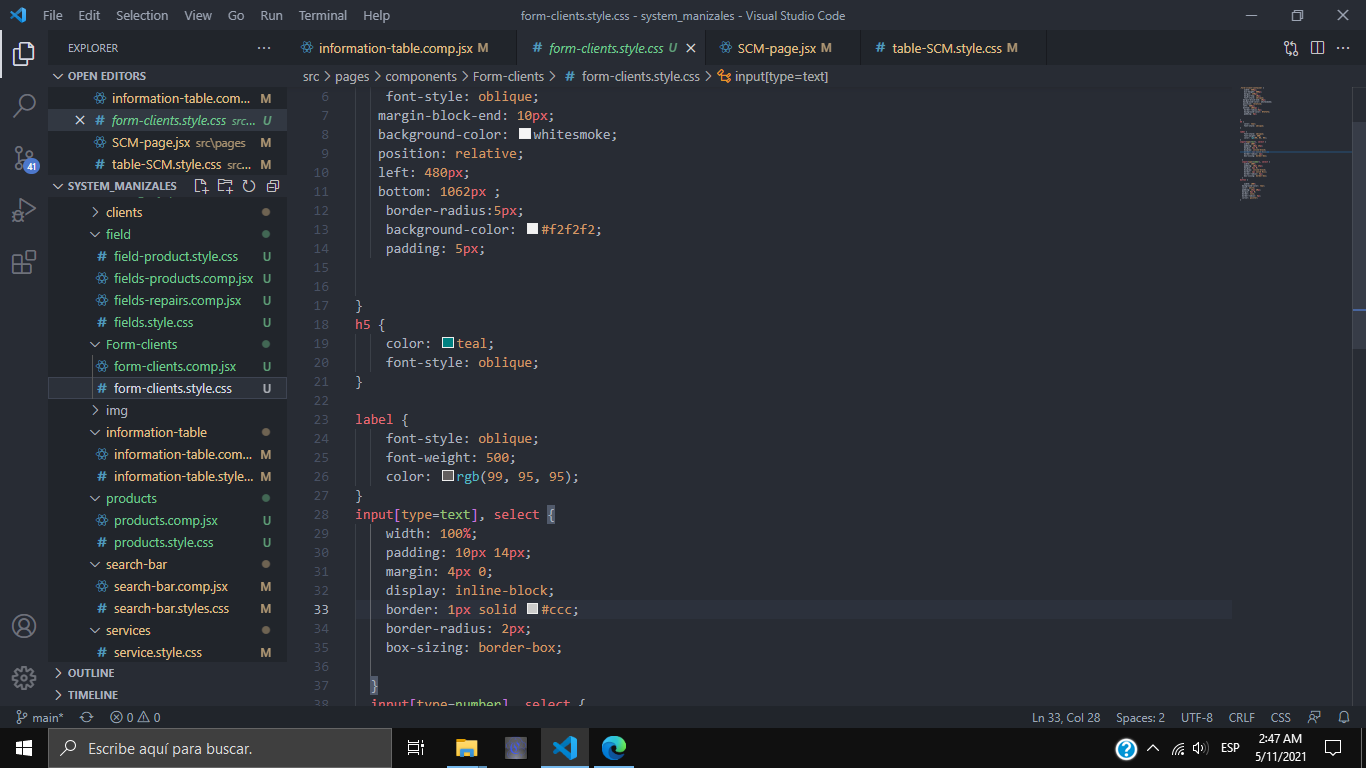 File Edit Selection View Go Run Terminal Help form-clients.style.css - system_manizales - Visual Studio Code
EXPLORER
information-table.comp.jsx M
# form-clients.style.css U
SCM-page.jsx M
# table-SCM.style.css M
OPEN EDITORS
information-table.com... M
# form-clients.style.css src... U
SCM-page.jsx src\pages M
# table-SCM.style.css src... M
SYSTEM_MANIZALES
clients
field
# field-product.style.css U
fields-products.comp.jsx U
fields-repairs.comp.jsx U
# fields.style.css U
Form-clients
form-clients.comp.jsx U
# form-clients.style.css U
img
information-table
information-table.com... M
# information-table.style... M
products
products.comp.jsx U
# products.style.css U
search-bar
search-bar.comp.jsx M
# search-bar.styles.css M
services
# service.style.css M
OUTLINE
TIMELINE
41
src > pages > components > Form-clients > # form-clients.style.css > input[type=text]
6 font-style: oblique;
7 margin-block-end: 10px;
8 background-color: whitesmoke;
9 position: relative;
10 left: 480px;
11 bottom: 1062px ;
12 border-radius:5px;
13 background-color: #f2f2f2;
14 padding: 5px;
15
16
17 }
18 h5 {
19 color: teal;
20 font-style: oblique;
21 }
22
23 label {
24 font-style: oblique;
25 font-weight: 500;
26 color: rgb(99, 95, 95);
27 }
28 input[type=text], select {
29 width: 100%;
30 padding: 10px 14px;
31 margin: 4px 0;
32 display: inline-block;
33 border: 1px solid #ccc;
34 border-radius: 2px;
35 box-sizing: border-box;
36
37 }
38 input[type=number], select {
main* 0 0 Ln 33, Col 28 Spaces: 2 UTF-8 CRLF CSS
Escribe aquí para buscar.
ESP
2:47 AM
5/11/2021